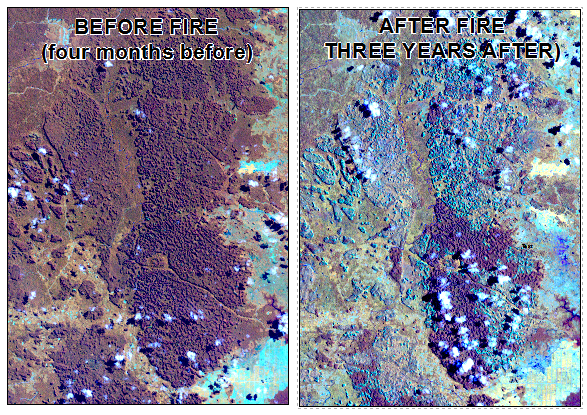 BEFORE FIRE
(four months before)
AFTER FIRE
THREE YEARS AFTER)